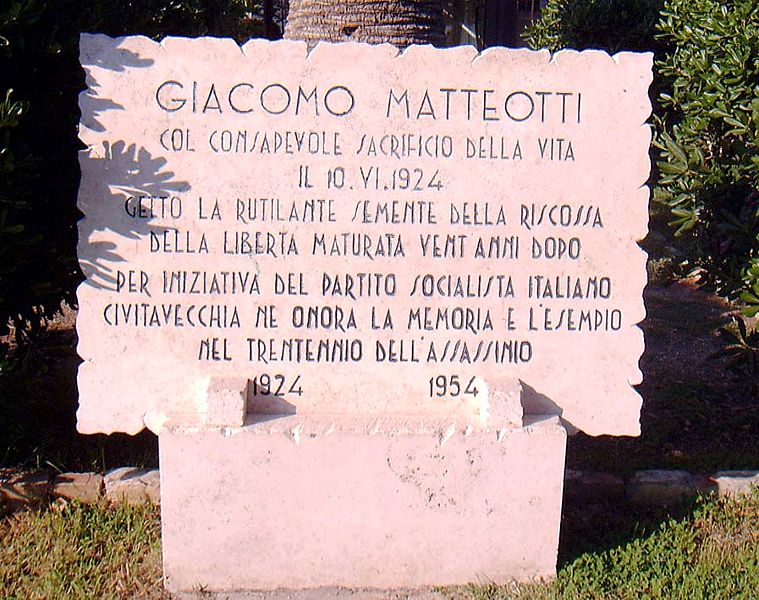 GIACOMO MATTEOTTI
COL CONSAPEVOLE SACRIFICIO DELLA VITA
IL 10.VI.1924
GETTO LA RUTILANTE SEMENTE DELLA RISCOSSA
DELLA LIBERTA MATURATA VENT'ANNI DOPO
PER INIZIATIVA DEL PARTITO SOCIALISTA ITALIANO
CIVITAVECCHIA NE ONORA LA MEMORIA E L'ESEMPIO
NEL TRENTENNIO DELL'ASSASSINIO
1924 1954